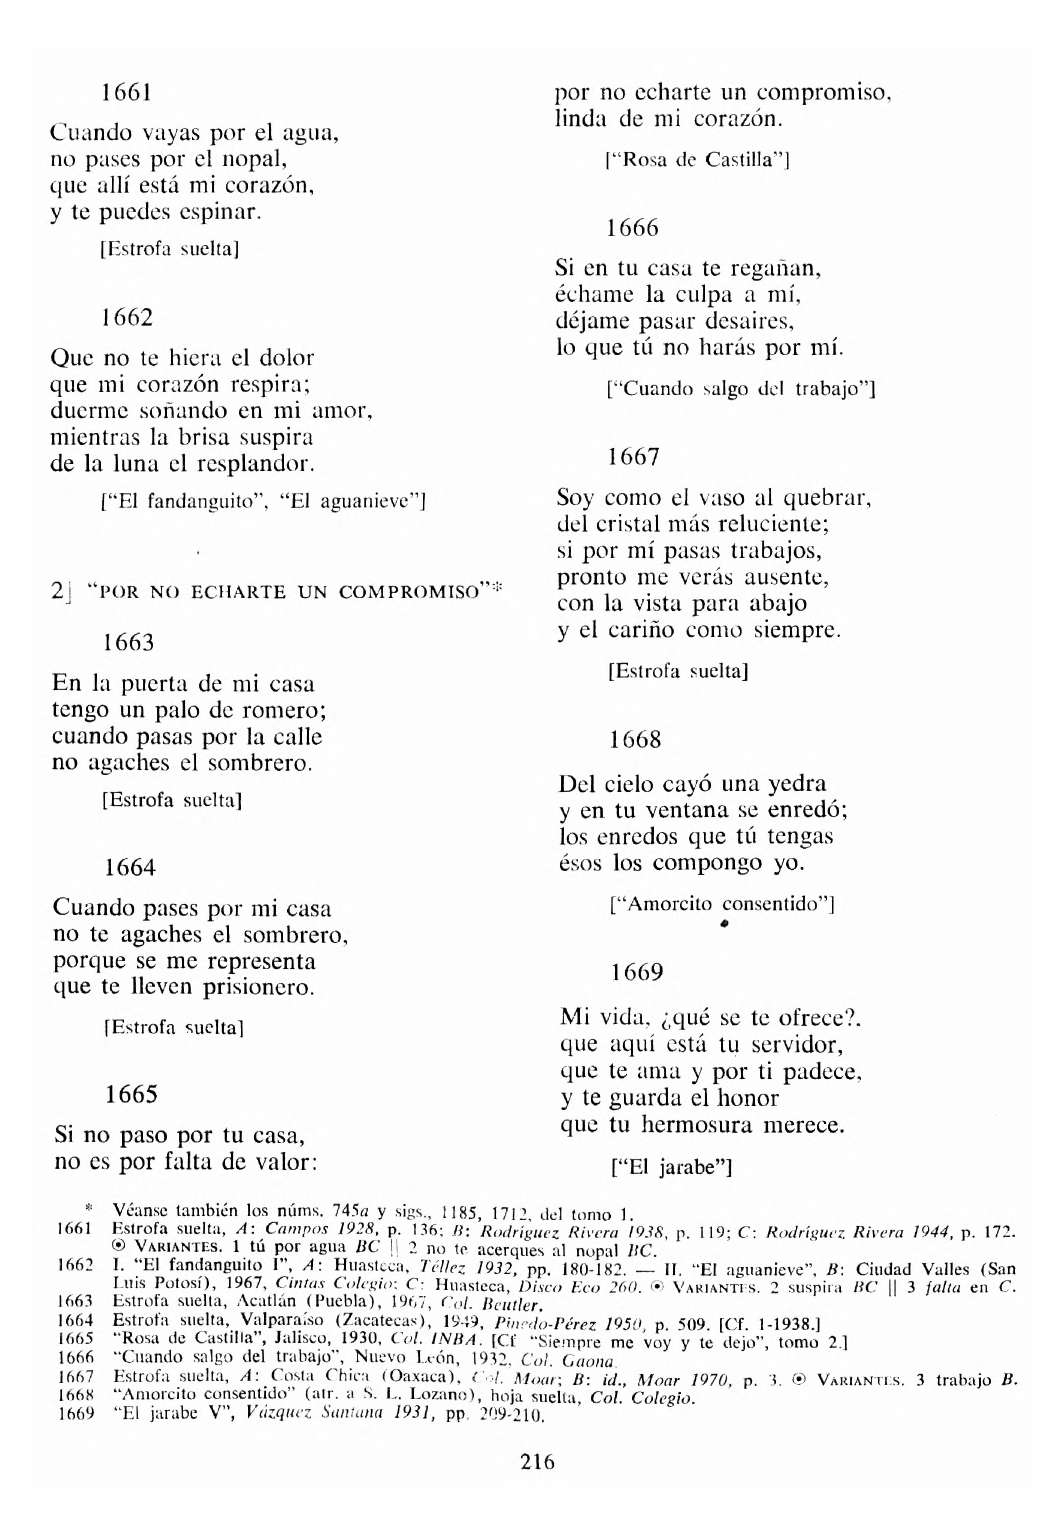 1661
Cuando vayas por el agua,
no pases por el nopal,
que allí está mi corazón,
y te puedes espinar.
[Estrofa suelta]
1662
Que no te hiera el dolor
que mi corazón respira;
duerme soñando en mi amor,
mientras la brisa suspira
de la luna el resplandor.
["El fandanguito", "El aguanieve"]
2] "POR NO ECHARTE UN COMPROMISO"*
1663
En la puerta de mi casa
tengo un palo de romero;
cuando pasas por la calle
no agaches el sombrero.
[Estrofa suelta]
1664
Cuando pases por mi casa
no te agaches el sombrero,
porque se me representa
que te lleven prisionero.
[Estrofa suelta]
1665
Si no paso por tu casa,
no es por falta de valor:
por no echarte un compromiso,
linda de mi corazón.
["Rosa de Castilla"]
1666
Si en tu casa te regañan,
échame la culpa a mí,
déjame pasar desaires,
lo que tú no harás por mí.
["Cuando salgo del trabajo"]
1667
Soy como el vaso al quebrar,
del cristal más reluciente;
si por mí pasas trabajos,
pronto me verás ausente,
con la vista para abajo
y el cariño como siempre.
[Estrofa suelta]
1668
Del cielo cayó una yedra
y en tu ventana se enredó;
los enredos que tú tengas
ésos los compongo yo.
["Amorcito consentido"]
1669
Mi vida, ¿qué se te ofrece?.
que aquí está tu servidor,
que te ama y por ti padece,
y te guarda el honor
que tu hermosura merece.
["El jarabe"]
* Véanse también los núms. 745a y sigs., 1185, 1712, del tomo 1.
1661 Estrofa suelta, A: Campos 1928, p. 136; B: Rodríguez Rivera 1938, p. 119; C: Rodríguez Rivera 1944, p. 172.
⊙ VARIANTES. 1 tú por agua BC || 2 no te acerques al nopal BC.
1662 I. "El fandanguito I", A: Huasteca, Téllez 1932, pp. 180-182. — II. "El aguanieve", B: Ciudad Valles (San
Luis Potosí), 1967, Cintas Colegio; C: Huasteca, Disco Eco 260. ⊙ VARIANTES. 2 suspira BC || 3 falta en C.
1663 Estrofa suelta, Acatlán (Puebla), 1967, Col. Beutler.
1664 Estrofa suelta, Valparaíso (Zacatecas), 1949, Pinedo-Pérez 1950, p. 509. [Cf. 1-1938.]
1665 "Rosa de Castilla", Jalisco, 1930, Col. INBA. [Cf "Siempre me voy y te dejo", tomo 2.]
1666 "Cuando salgo del trabajo", Nuevo León, 1932, Col. Gaona.
1667 Estrofa suelta, A: Costa Chica (Oaxaca), Col. Moar; B: id., Moar 1970, p. 3. ⊙ VARIANTES. 3 trabajo B.
1668 "Amorcito consentido" (atr. a S. L. Lozano), hoja suelta, Col. Colegio.
1669 "El jarabe V", Vázquez Santana 1931, pp. 209-210.
216